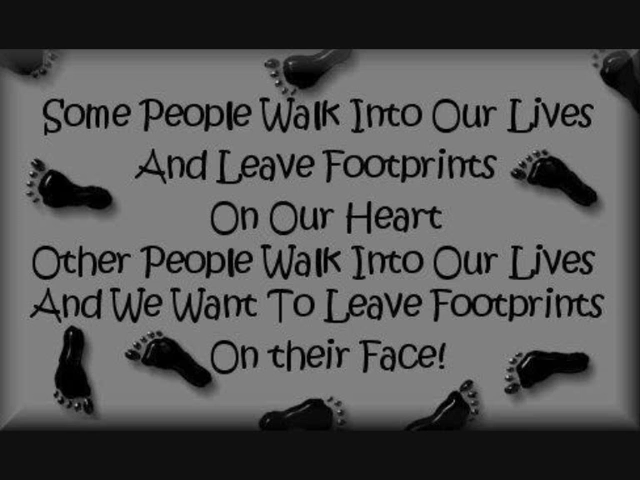 Some People Walk Into Our Lives
And Leave Footprints
On Our Heart
Other People Walk Into Our Lives
And We Want To Leave Footprints
On their Face!